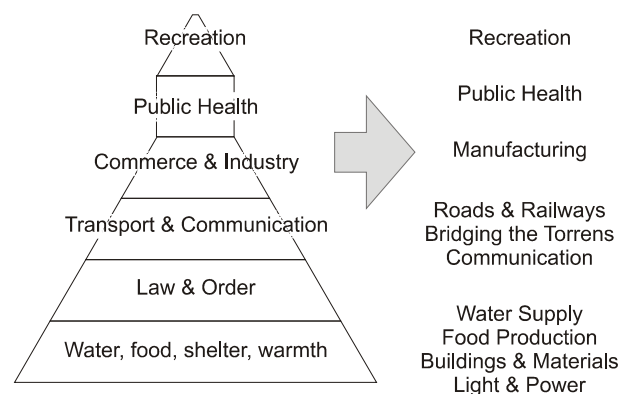 Recreation
Public Health
Commerce & Industry
Transport & Communication
Law & Order
Water, food, shelter, warmth
Recreation
Public Health
Manufacturing
Roads & Railways
Bridging the Torrens
Communication
Water Supply
Food Production
Buildings & Materials
Light & Power